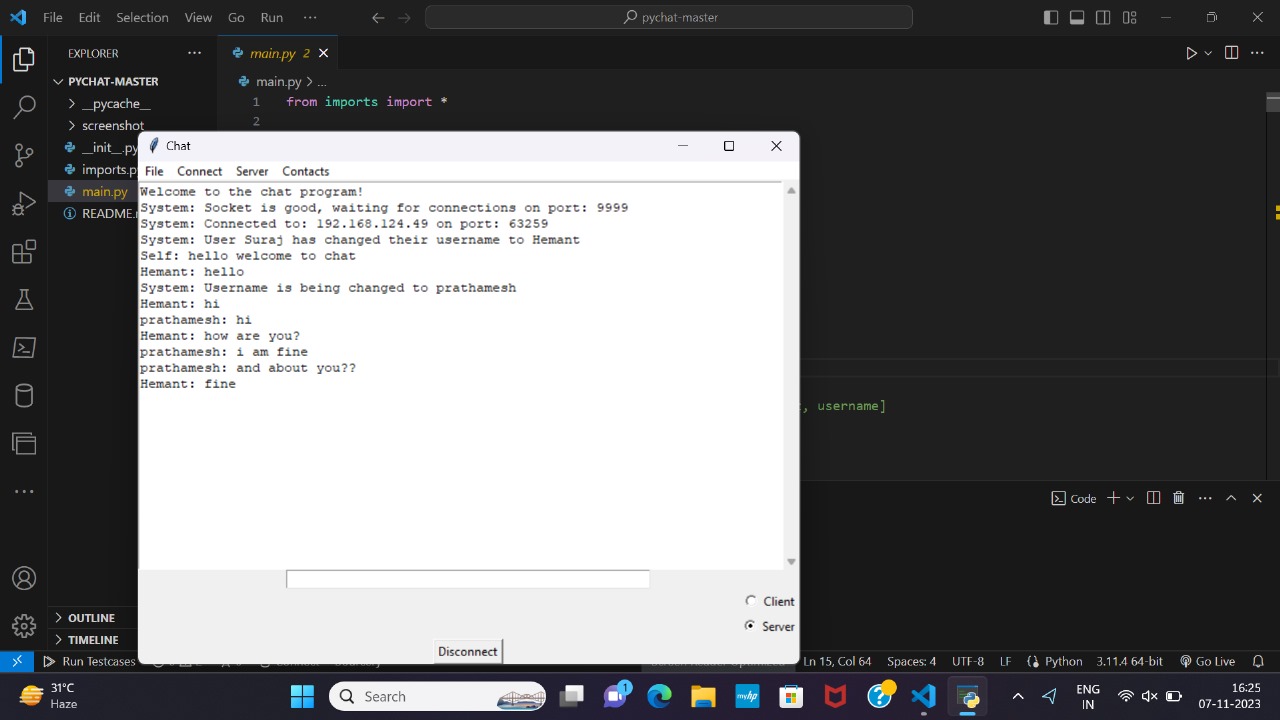 File Edit Selection View Go Run ··· pychat-master
EXPLORER ···
main.py 2
PYCHAT-MASTER
main.py > ...
__pycache__
1 from imports import *
screenshot
2
__init__.py
imports.p
main.py
README.
Chat
File Connect Server Contacts
Welcome to the chat program!
System: Socket is good, waiting for connections on port: 9999
System: Connected to: 192.168.124.49 on port: 63259
System: User Suraj has changed their username to Hemant
Self: hello welcome to chat
Hemant: hello
System: Username is being changed to prathamesh
Hemant: hi
prathamesh: hi
Hemant: how are you?
prathamesh: i am fine
prathamesh: and about you??
Hemant: fine
, username]
Code
Client
Server
Disconnect
OUTLINE
TIMELINE
Run Testcases Ln 15, Col 64 Spaces: 4 UTF-8 LF Python 3.11.4 64-bit Go Live
31°C
Haze
Search
1
myhp
ENG
IN
16:25
07-11-2023